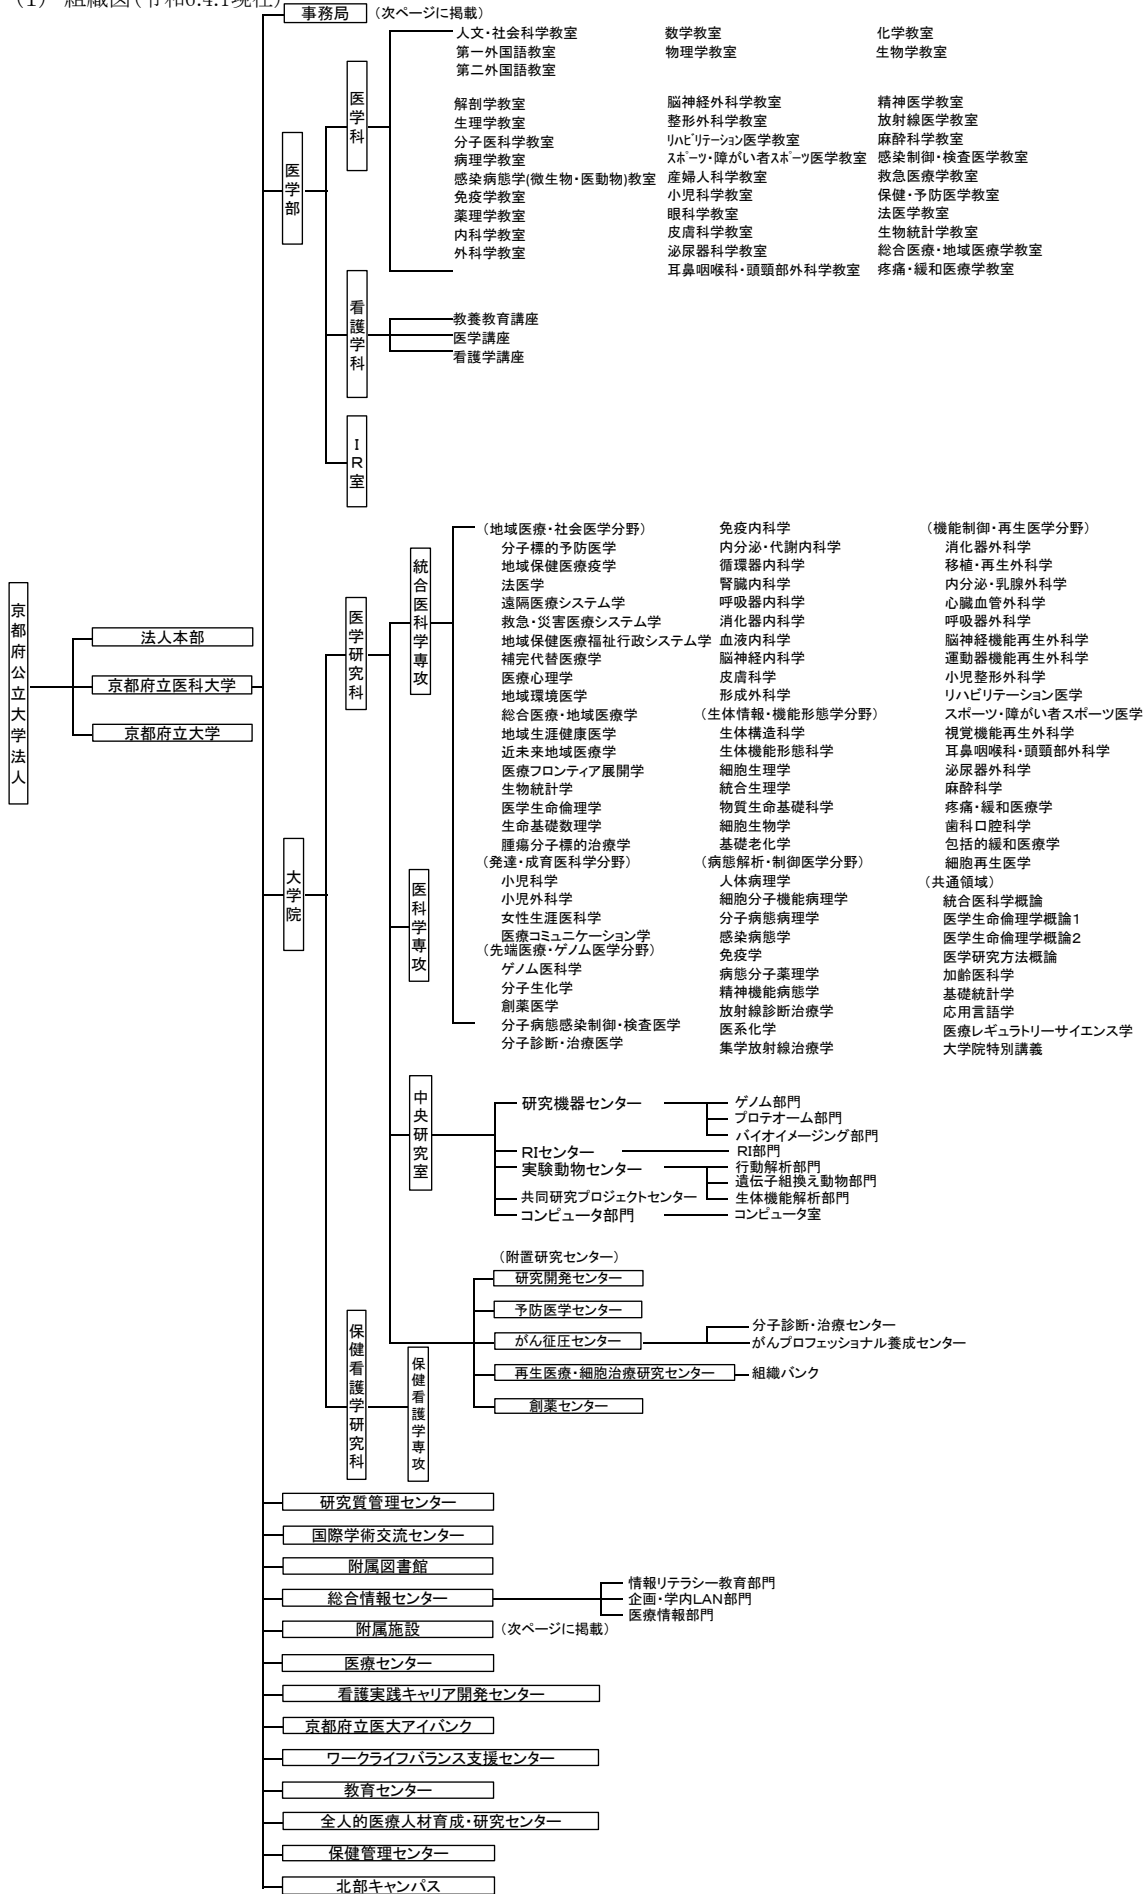 (1) 組織図(令和6.4.1現在)
事務局
(次ページに掲載)
医学部
医学科
人文・社会科学教室
数学教室
化学教室
第一外国語教室
物理学教室
生物学教室
第二外国語教室
解剖学教室
脳神経外科学教室
精神医学教室
生理学教室
整形外科学教室
放射線医学教室
分子医科学教室
リハビリテーション医学教室
麻酔科学教室
病理学教室
スポーツ・障がい者スポーツ医学教室
感染制御・検査医学教室
感染病態学(微生物・医動物)教室
産婦人科学教室
救急医療学教室
免疫学教室
小児科学教室
保健・予防医学教室
薬理学教室
眼科学教室
法医学教室
内科学教室
皮膚科学教室
生物統計学教室
外科学教室
泌尿器科学教室
総合医療・地域医療学教室
耳鼻咽喉科・頭頸部外科学教室
疼痛・緩和医療学教室
看護学科
教養教育講座
医学講座
看護学講座
IR室
京都府公立大学法人
法人本部
京都府立医科大学
京都府立大学
大学院
医学研究科
統合医科学専攻
(地域医療・社会医学分野)
分子標的予防医学
地域保健医療疫学
法医学
遠隔医療システム学
救急・災害医療システム学
地域保健医療福祉行政システム学
補完代替医療学
医療心理学
地域環境医学
総合医療・地域医療学
地域生涯健康医学
近未来地域医療学
医療フロンティア展開学
生物統計学
医学生命倫理学
生命基礎数理学
腫瘍分子標的治療学
(発達・成育医科学分野)
小児科学
小児外科学
女性生涯医科学
医療コミュニケーション学
(先端医療・ゲノム医学分野)
ゲノム医科学
分子生化学
創薬医学
分子病態感染制御・検査医学
分子診断・治療医学
免疫内科学
内分泌・代謝内科学
循環器内科学
腎臓内科学
呼吸器内科学
消化器内科学
血液内科学
脳神経内科学
皮膚科学
形成外科学
(生体情報・機能形態学分野)
生体構造科学
生体機能形態科学
細胞生理学
統合生理学
物質生命基礎科学
細胞生物学
基礎老化学
(病態解析・制御医学分野)
人体病理学
細胞分子機能病理学
分子病態病理学
感染病態学
免疫学
病態分子薬理学
精神機能病態学
放射線診断治療学
医系化学
集学放射線治療学
(機能制御・再生医学分野)
消化器外科学
移植・再生外科学
内分泌・乳腺外科学
心臓血管外科学
呼吸器外科学
脳神経機能再生外科学
運動器機能再生外科学
小児整形外科学
リハビリテーション医学
スポーツ・障がい者スポーツ医学
視覚機能再生外科学
耳鼻咽喉科・頭頸部外科学
泌尿器外科学
麻酔科学
疼痛・緩和医療学
歯科口腔科学
包括的緩和医療学
細胞再生医学
(共通領域)
統合医科学概論
医学生命倫理学概論1
医学生命倫理学概論2
医学研究方法概論
加齢医科学
基礎統計学
応用言語学
医療レギュラトリーサイエンス学
大学院特別講義
医科学専攻
中央研究室
研究機器センター
ゲノム部門
プロテオーム部門
バイオイメージング部門
RIセンター
RI部門
実験動物センター
行動解析部門
遺伝子組換え動物部門
生体機能解析部門
共同研究プロジェクトセンター
コンピュータ部門
コンピュータ室
(附置研究センター)
研究開発センター
予防医学センター
がん征圧センター
分子診断・治療センター
がんプロフェッショナル養成センター
再生医療・細胞治療研究センター
組織バンク
創薬センター
保健看護学研究科
保健看護学専攻
研究質管理センター
国際学術交流センター
附属図書館
総合情報センター
情報リテラシー教育部門
企画・学内LAN部門
医療情報部門
附属施設
(次ページに掲載)
医療センター
看護実践キャリア開発センター
京都府立医大アイバンク
ワークライフバランス支援センター
教育センター
全人的医療人材育成・研究センター
保健管理センター
北部キャンパス